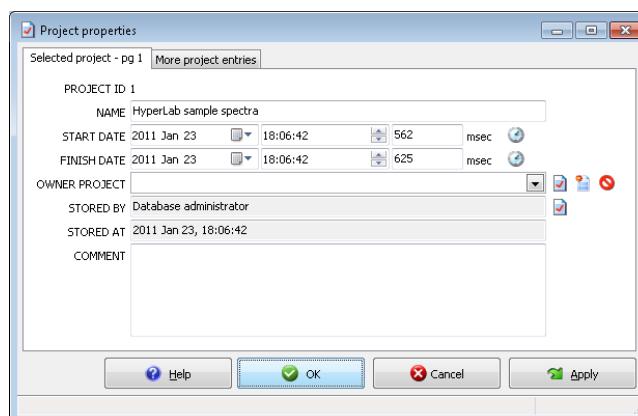 Project properties
Selected project - pg 1 More project entries
PROJECT ID 1
NAME HyperLab sample spectra
START DATE 2011 Jan 23 18:06:42 562 msec
FINISH DATE 2011 Jan 23 18:06:42 625 msec
OWNER PROJECT
STORED BY Database administrator
STORED AT 2011 Jan 23, 18:06:42
COMMENT
Help OK Cancel Apply